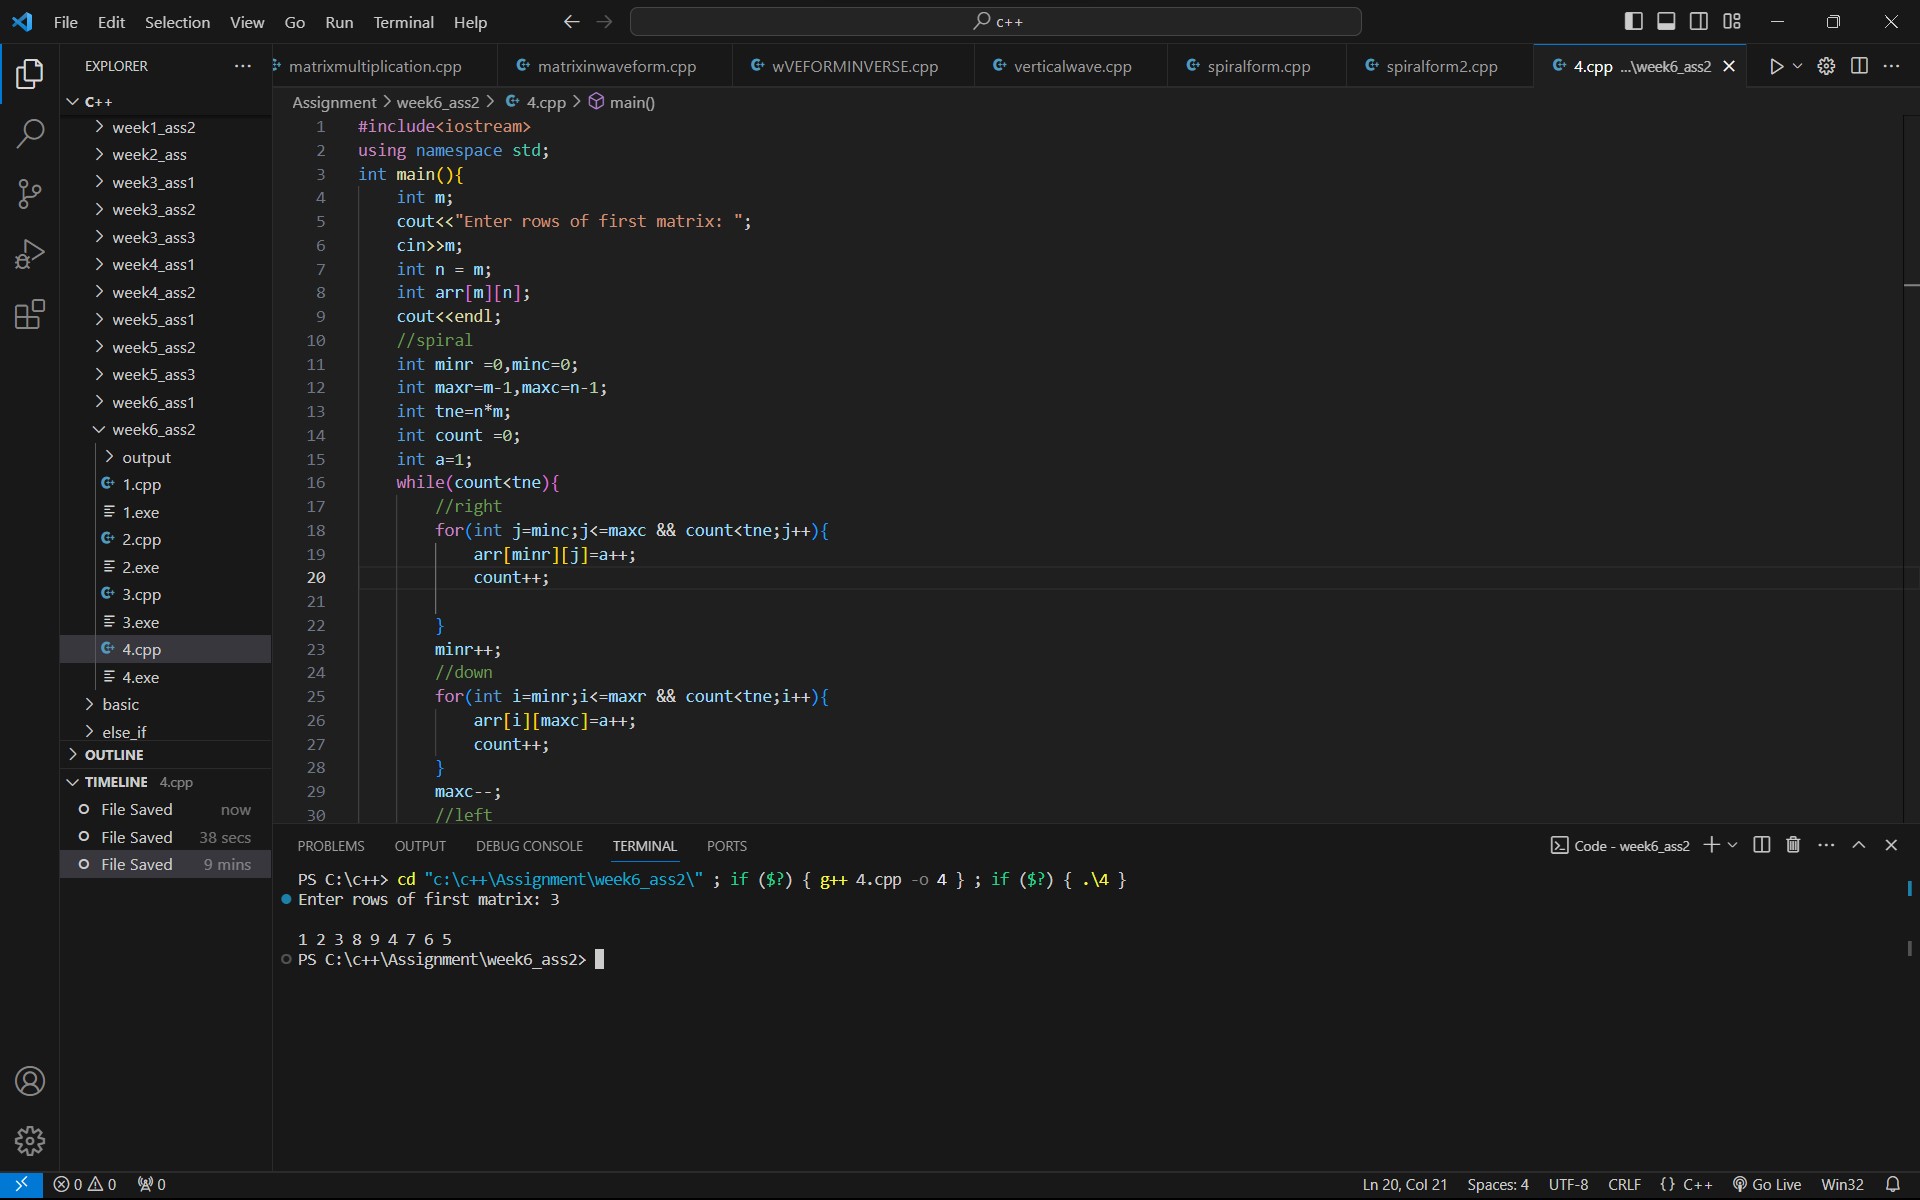 File Edit Selection View Go Run Terminal Help
c++
EXPLORER
matrixmultiplication.cpp matrixinwaveform.cpp wVEFORMINVERSE.cpp verticalwave.cpp spiralform.cpp spiralform2.cpp 4.cpp ...\week6_ass2
C++
week1_ass2
week2_ass
week3_ass1
week3_ass2
week3_ass3
week4_ass1
week4_ass2
week5_ass1
week5_ass2
week5_ass3
week6_ass1
week6_ass2
output
1.cpp
1.exe
2.cpp
2.exe
3.cpp
3.exe
4.cpp
4.exe
basic
else_if
OUTLINE
TIMELINE 4.cpp
File Saved now
File Saved 38 secs
File Saved 9 mins
Assignment > week6_ass2 > 4.cpp > main()
1 #include<iostream>
2 using namespace std;
3 int main(){
4 int m;
5 cout<<"Enter rows of first matrix: ";
6 cin>>m;
7 int n = m;
8 int arr[m][n];
9 cout<<endl;
10 //spiral
11 int minr =0,minc=0;
12 int maxr=m-1,maxc=n-1;
13 int tne=n*m;
14 int count =0;
15 int a=1;
16 while(count<tne){
17 //right
18 for(int j=minc;j<=maxc && count<tne;j++){
19 arr[minr][j]=a++;
20 count++;
21
22 }
23 minr++;
24 //down
25 for(int i=minr;i<=maxr && count<tne;i++){
26 arr[i][maxc]=a++;
27 count++;
28 }
29 maxc--;
30 //left
PROBLEMS OUTPUT DEBUG CONSOLE TERMINAL PORTS
Code - week6_ass2
PS C:\c++> cd "c:\c++\Assignment\week6_ass2\" ; if ($?) { g++ 4.cpp -o 4 } ; if ($?) { .\4 }
Enter rows of first matrix: 3
1 2 3 8 9 4 7 6 5
PS C:\c++\Assignment\week6_ass2>
0 0 0
Ln 20, Col 21 Spaces: 4 UTF-8 CRLF {} C++ Go Live Win32